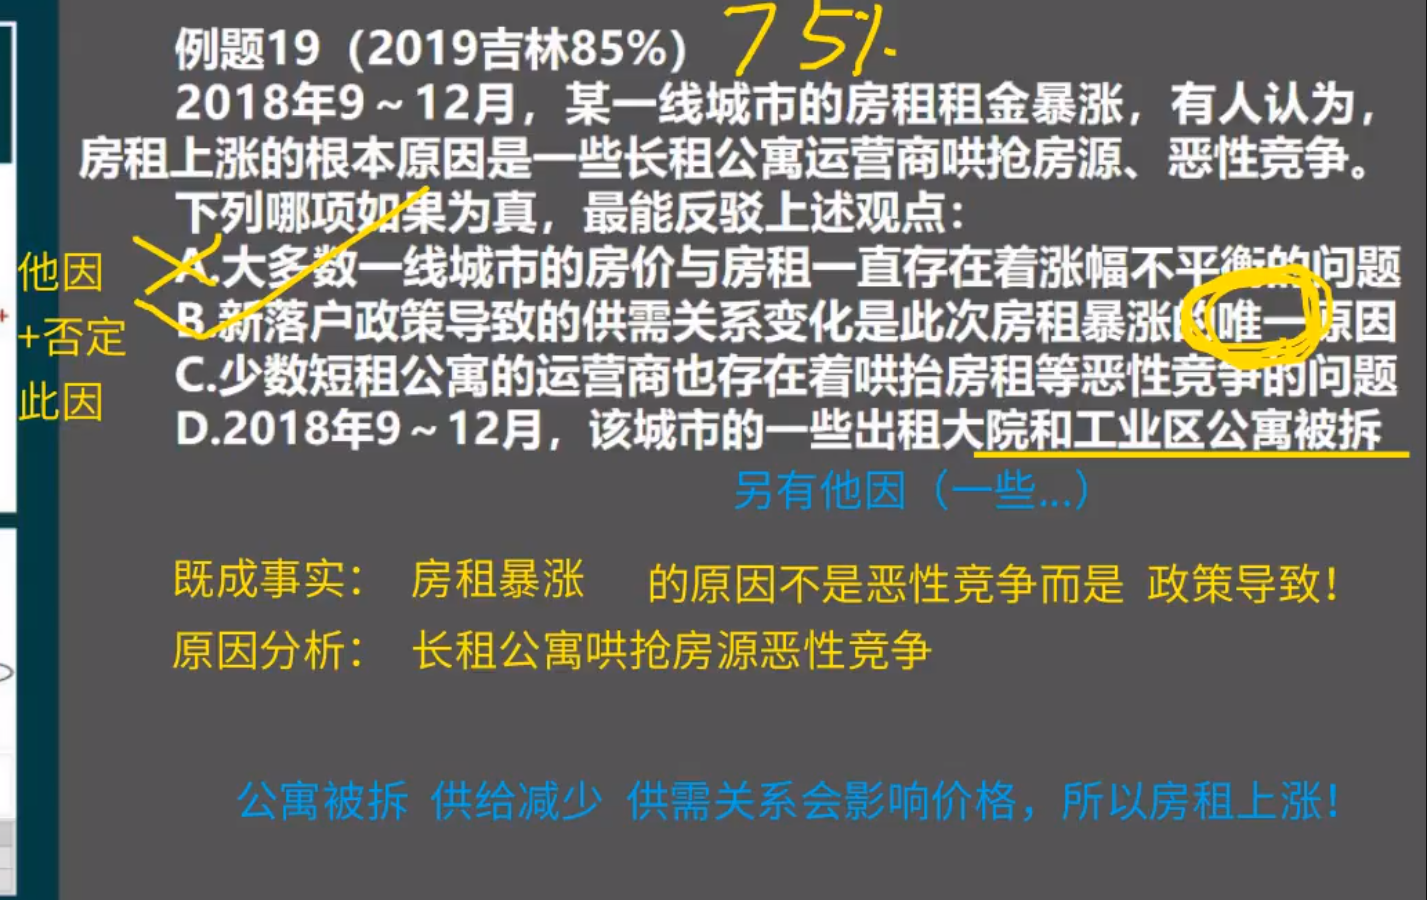 例题19（2019吉林85%） 75%
2018年9～12月，某一线城市的房租租金暴涨，有人认为，
房租上涨的根本原因是一些长租公寓运营商哄抢房源、恶性竞争。
下列哪项如果为真，最能反驳上述观点：
A.大多数一线城市的房价与房租一直存在着涨幅不平衡的问题
B.新落户政策导致的供需关系变化是此次房租暴涨的唯一原因
C.少数短租公寓的运营商也存在着哄抬房租等恶性竞争的问题
D.2018年9～12月，该城市的一些出租大院和工业区公寓被拆
他因
+否定
此因
另有他因（一些...）
既成事实： 房租暴涨 的原因不是恶性竞争而是 政策导致！
原因分析： 长租公寓哄抢房源恶性竞争
公寓被拆 供给减少 供需关系会影响价格，所以房租上涨！